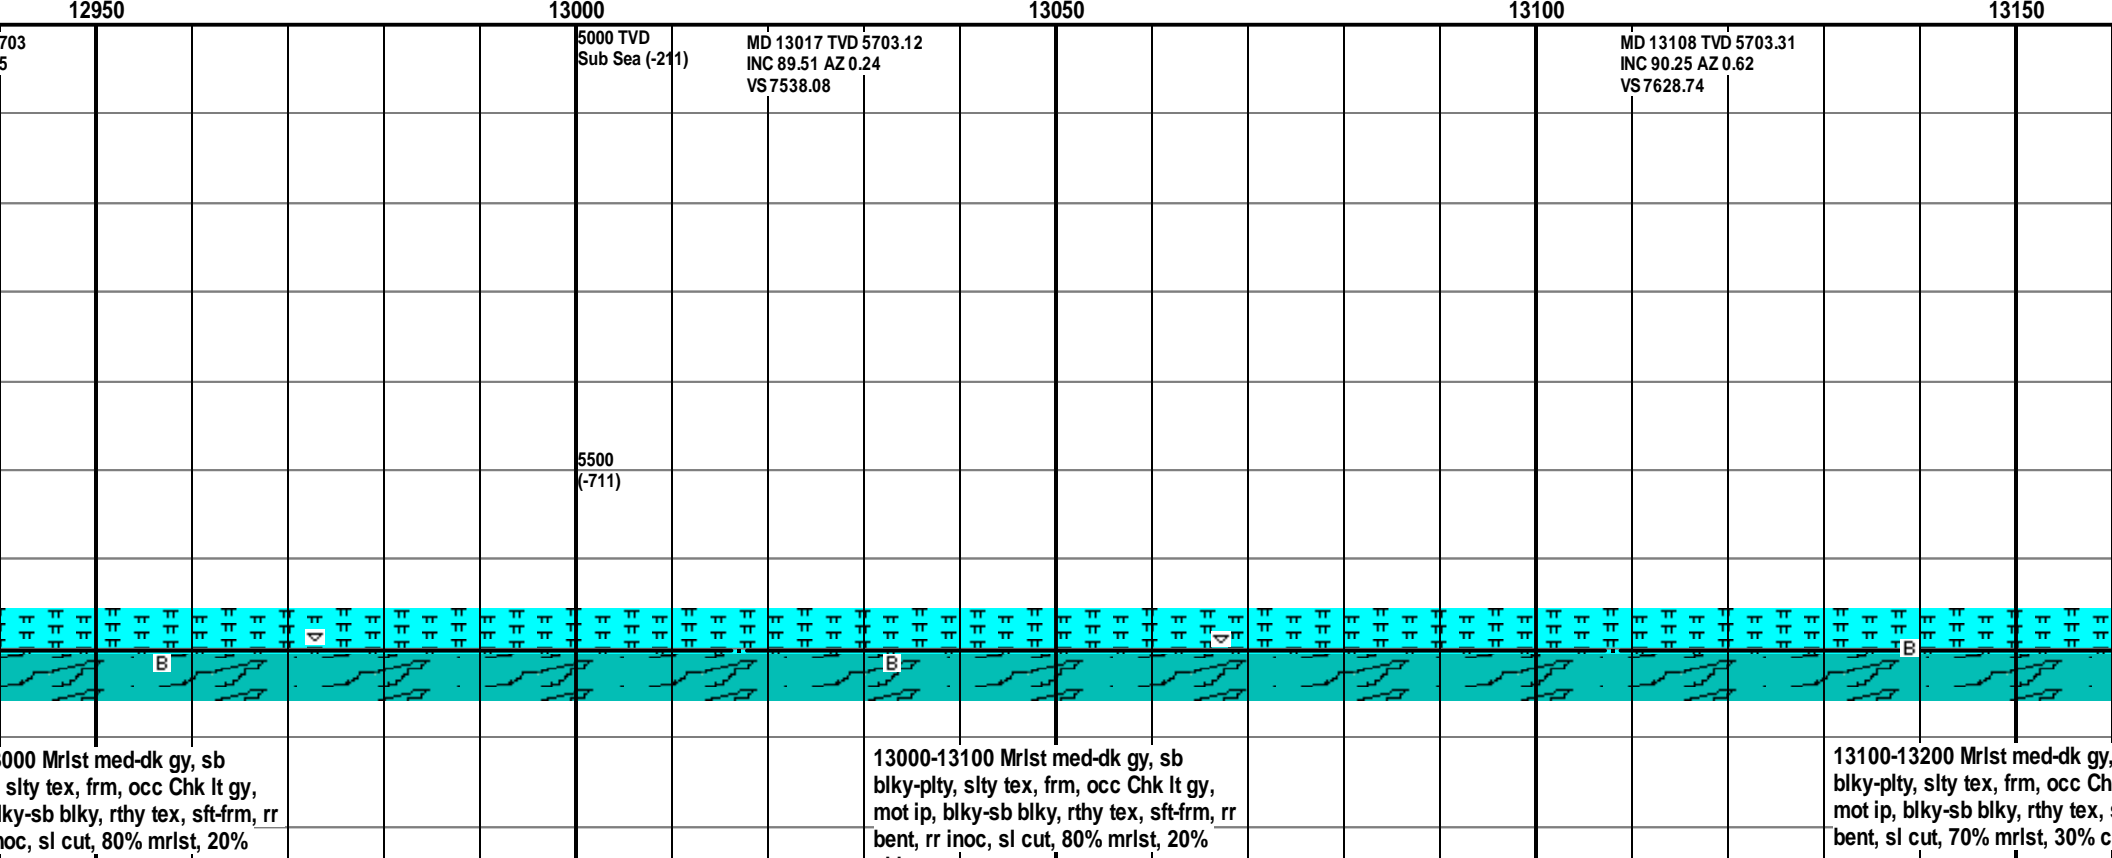 12950 13000 13050 13100 13150
703
5
5000 TVD
Sub Sea (-211)
MD 13017 TVD 5703.12
INC 89.51 AZ 0.24
VS 7538.08
MD 13108 TVD 5703.31
INC 90.25 AZ 0.62
VS 7628.74
5500
(-711)
B
B
B
000 Mrlst med-dk gy, sb
slty tex, frm, occ Chk lt gy,
lky-sb blky, rthy tex, sft-frm, rr
noc, sl cut, 80% mrlst, 20%
13000-13100 Mrlst med-dk gy, sb
blky-plty, slty tex, frm, occ Chk lt gy,
mot ip, blky-sb blky, rthy tex, sft-frm, rr
bent, rr inoc, sl cut, 80% mrlst, 20%
13100-13200 Mrlst med-dk gy,
blky-plty, slty tex, frm, occ Ch
mot ip, blky-sb blky, rthy tex,
bent, sl cut, 70% mrlst, 30% c